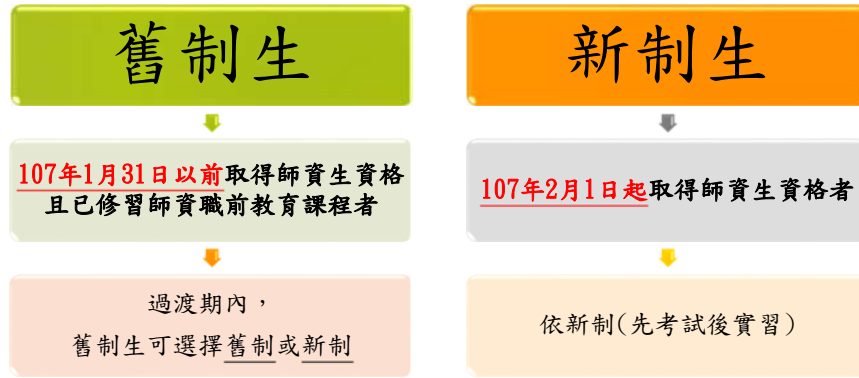 舊制生
107年1月31日以前取得師資生資格
且已修習師資職前教育課程者
過渡期內，
舊制生可選擇舊制或新制
新制生
107年2月1日起取得師資生資格者
依新制(先考試後實習)